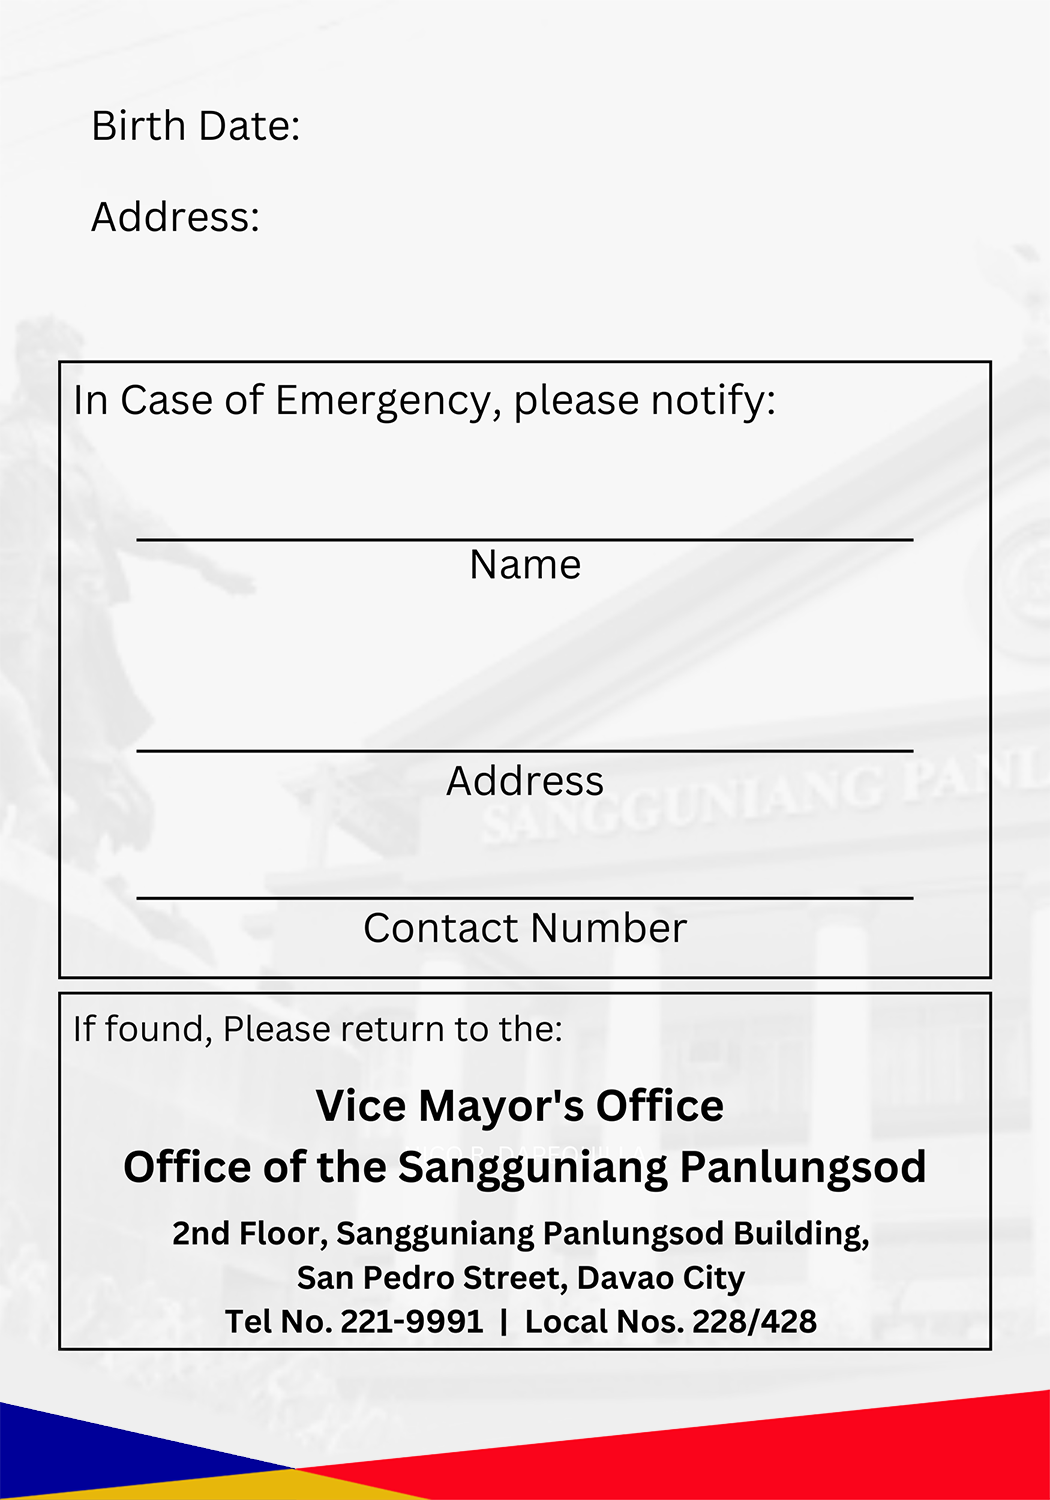 Birth Date:
Address:
In Case of Emergency, please notify:
Name
Address
SANGGUNIANG PANL
Contact Number
If found, Please return to the:
Vice Mayor's Office
Office of the Sangguniang Panlungsod
2nd Floor, Sangguniang Panlungsod Building,
San Pedro Street, Davao City
Tel No. 221-9991 | Local Nos. 228/428